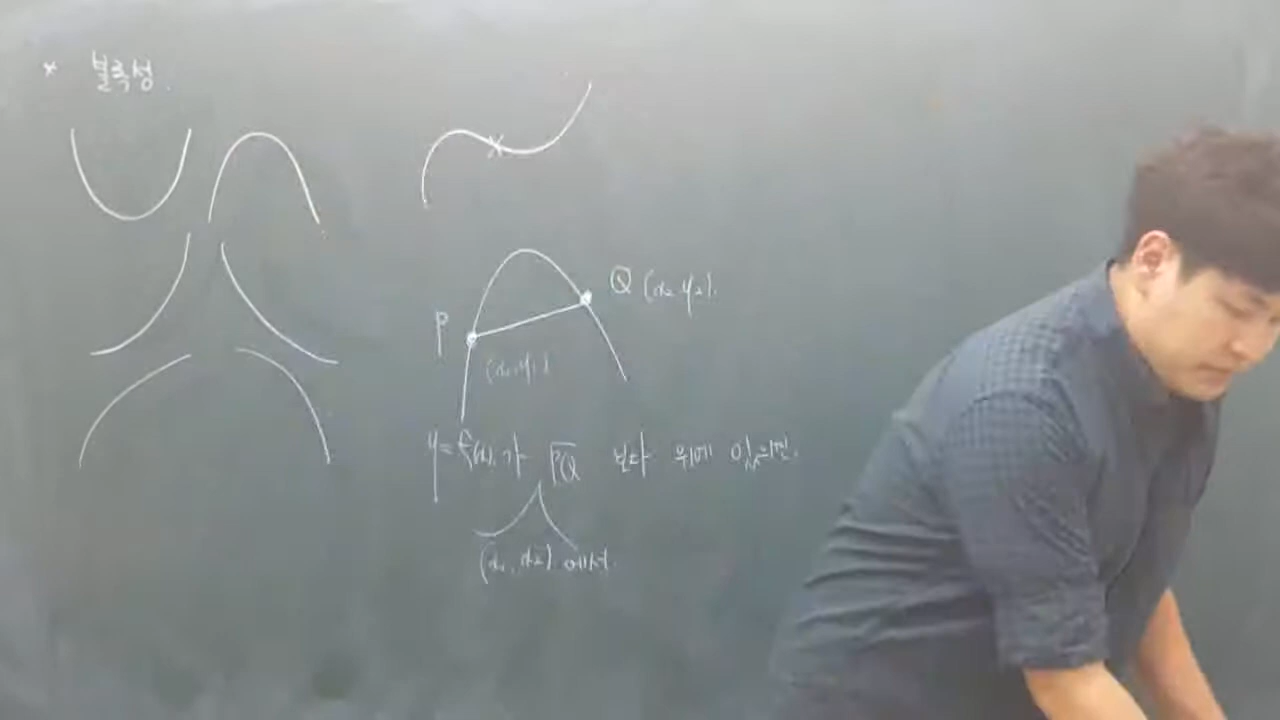 * 볼록성.
Q (x₂, y₂).
P
(x₁, y₁)
y = f(x)가 PQ 보다 위에 있으면.
(x₁, x₂) 에서